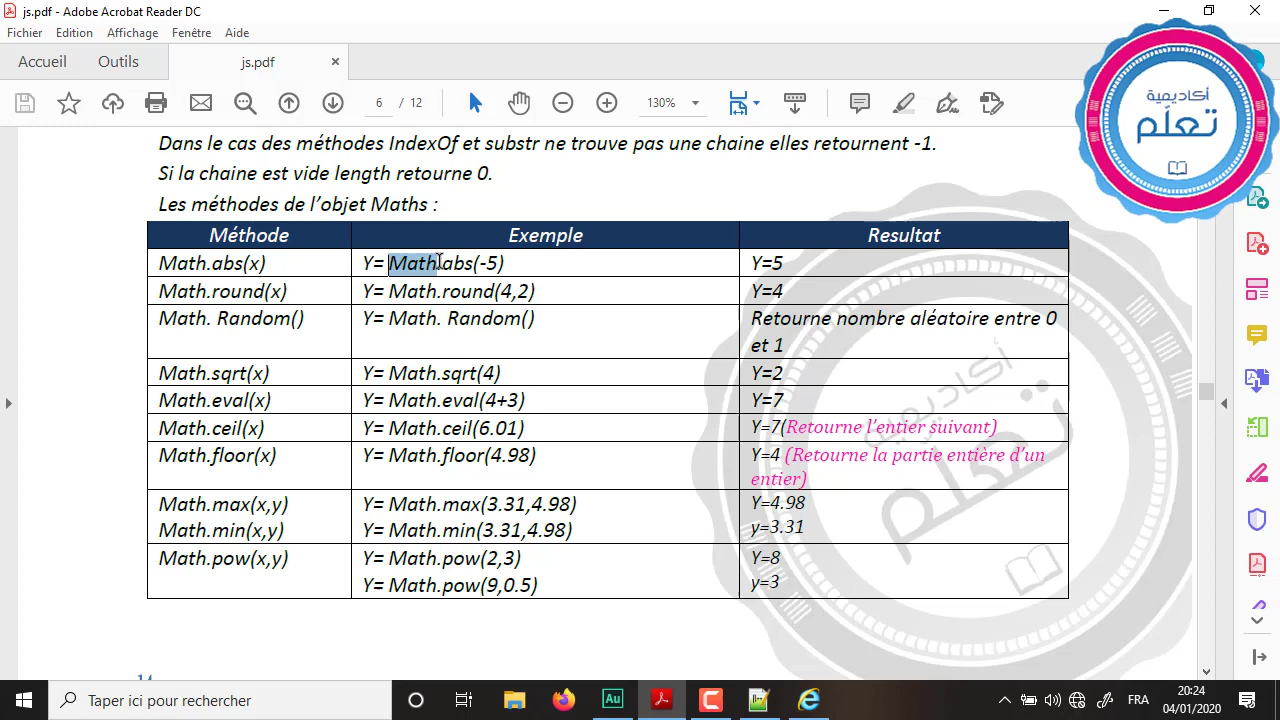 js.pdf - Adobe Acrobat Reader DC
Fichier Edition Affichage Fenêtre Aide
Accueil Outils js.pdf ×
6 / 12 130%
أكاديمية
تعلّم
Dans le cas des méthodes IndexOf et substr ne trouve pas une chaine elles retournent -1.
Si la chaine est vide length retourne 0.
Les méthodes de l’objet Maths :
Méthode Exemple Resultat
Math.abs(x) Y= Math.abs(-5) Y=5
Math.round(x) Y= Math.round(4,2) Y=4
Math. Random() Y= Math. Random() Retourne nombre aléatoire entre 0
et 1
Math.sqrt(x) Y= Math.sqrt(4) Y=2
Math.eval(x) Y= Math.eval(4+3) Y=7
Math.ceil(x) Y= Math.ceil(6.01) Y=7(Retourne l’entier suivant)
Math.floor(x) Y= Math.floor(4.98) Y=4 (Retourne la partie entière d’un
entier)
Math.max(x,y) Y= Math.max(3.31,4.98) Y=4.98
Math.min(x,y) Y= Math.min(3.31,4.98) y=3.31
Math.pow(x,y) Y= Math.pow(2,3) Y=8
Y= Math.pow(9,0.5) y=3
أكاديمية
تعلّم
Taper ici pour rechercher
Au
FRA
20:24
04/01/2020